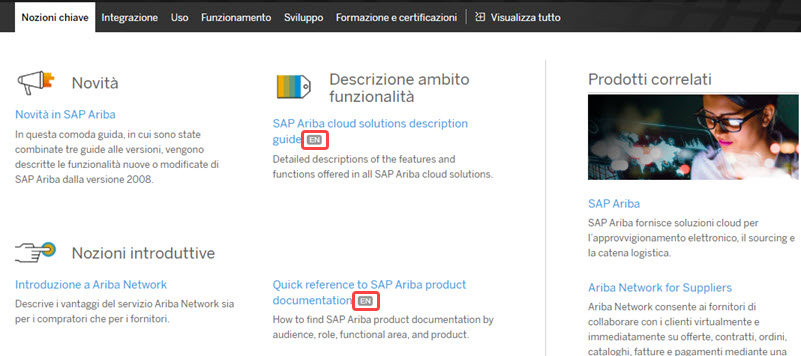 Nozioni chiave Integrazione Uso Funzionamento Sviluppo Formazione e certificazioni Visualizza tutto
Novità
Novità in SAP Ariba
In questa comoda guida, in cui sono state
combinate tre guide alle versioni, vengono
descritte le funzionalità nuove o modificate di
SAP Ariba dalla versione 2008.
Descrizione ambito
funzionalità
SAP Ariba cloud solutions description
guide EN
Detailed descriptions of the features and
functions offered in all SAP Ariba cloud solutions.
Nozioni introduttive
Introduzione a Ariba Network
Descrive i vantaggi del servizio Ariba Network sia
per i compratori che per i fornitori.
Quick reference to SAP Ariba product
documentation EN
How to find SAP Ariba product documentation by
audience, role, functional area, and product.
Prodotti correlati
SAP Ariba
SAP Ariba fornisce soluzioni cloud per
l'approvvigionamento elettronico, il sourcing e
la catena logistica.
Ariba Network for Suppliers
Ariba Network consente ai fornitori di
collaborare con i clienti virtualmente e
immediatamente su offerte, contratti, ordini,
cataloghi, fatture e pagamenti mediante una